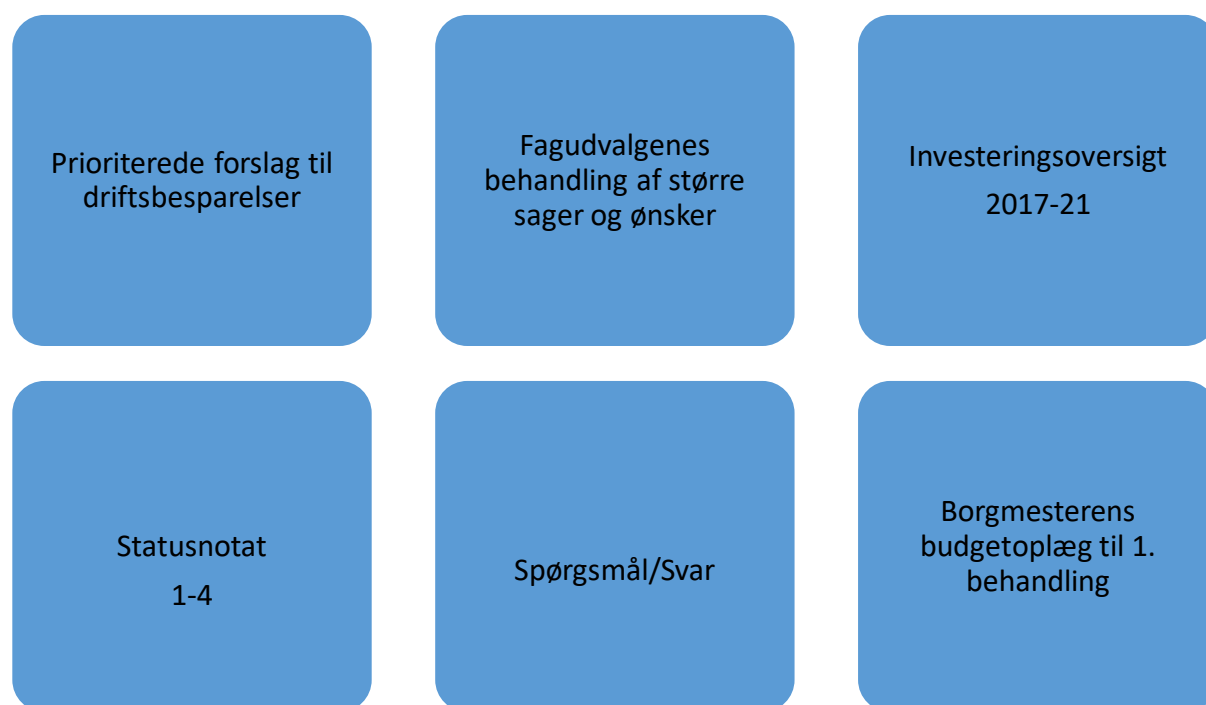 Prioriterede forslag til
driftsbesparelser
Fagudvalgenes
behandling af større
sager og ønsker
Investeringsoversigt
2017-21
Statusnotat
1-4
Spørgsmål/Svar
Borgmesterens
budgetoplæg til 1.
behandling